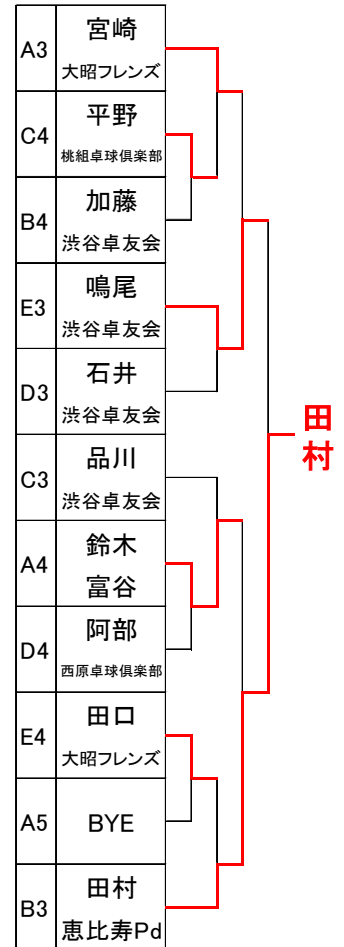 A3
宮崎
大昭フレンズ
C4
平野
桃組卓球倶楽部
B4
加藤
渋谷卓友会
E3
鳴尾
渋谷卓友会
D3
石井
渋谷卓友会
C3
品川
渋谷卓友会
A4
鈴木
富谷
D4
阿部
西原卓球倶楽部
E4
田口
大昭フレンズ
A5
BYE
B3
田村
恵比寿Pd
田村